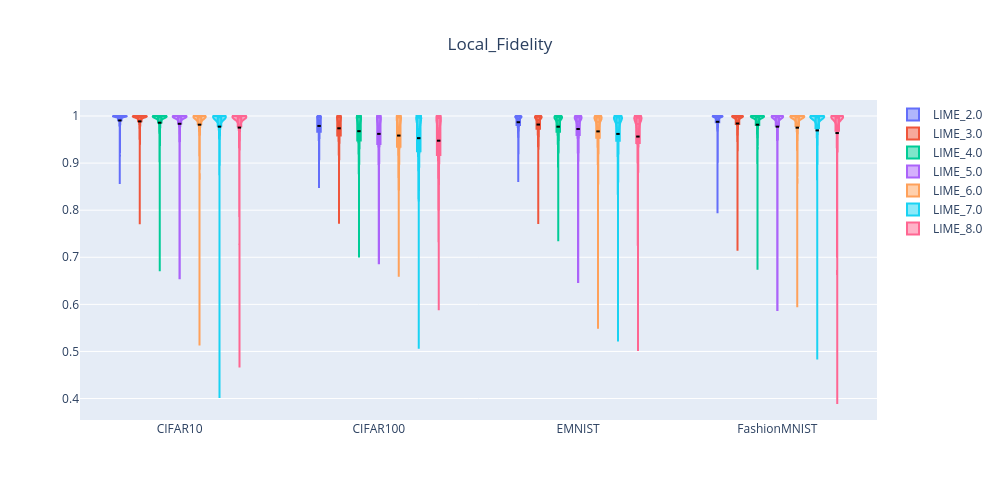 Local_Fidelity
1
0.9
0.8
0.7
0.6
0.5
0.4
CIFAR10
CIFAR100
EMNIST
FashionMNIST
LIME_2.0
LIME_3.0
LIME_4.0
LIME_5.0
LIME_6.0
LIME_7.0
LIME_8.0